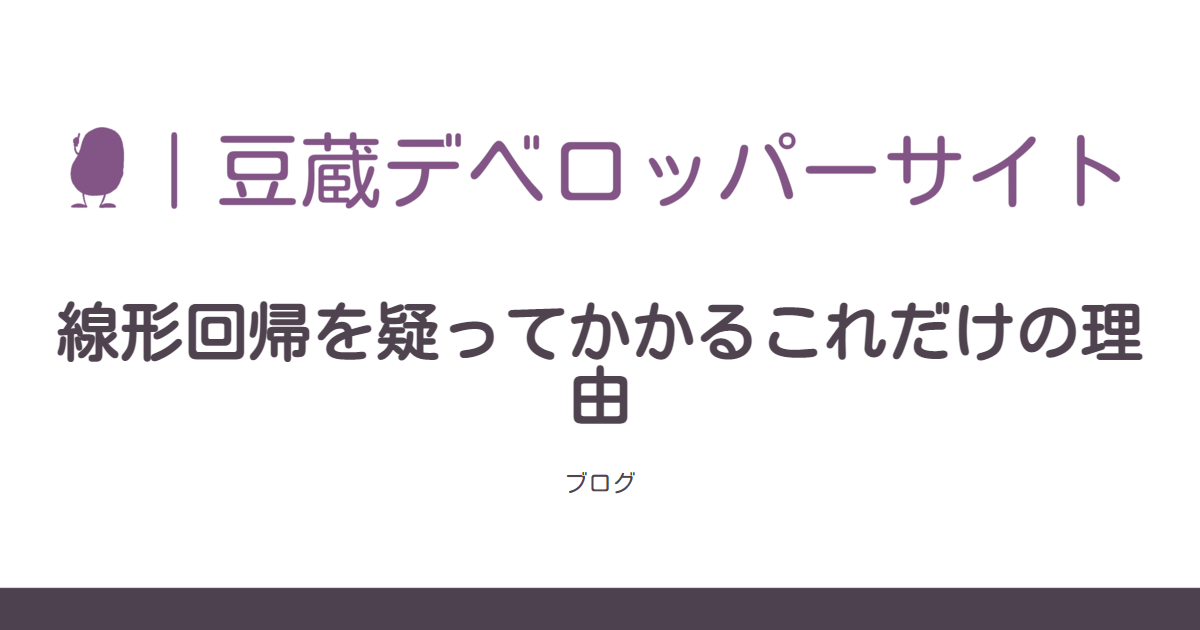 ｜豆蔵デベロッパーサイト
線形回帰を疑ってかかるこれだけの理
由
ブログ